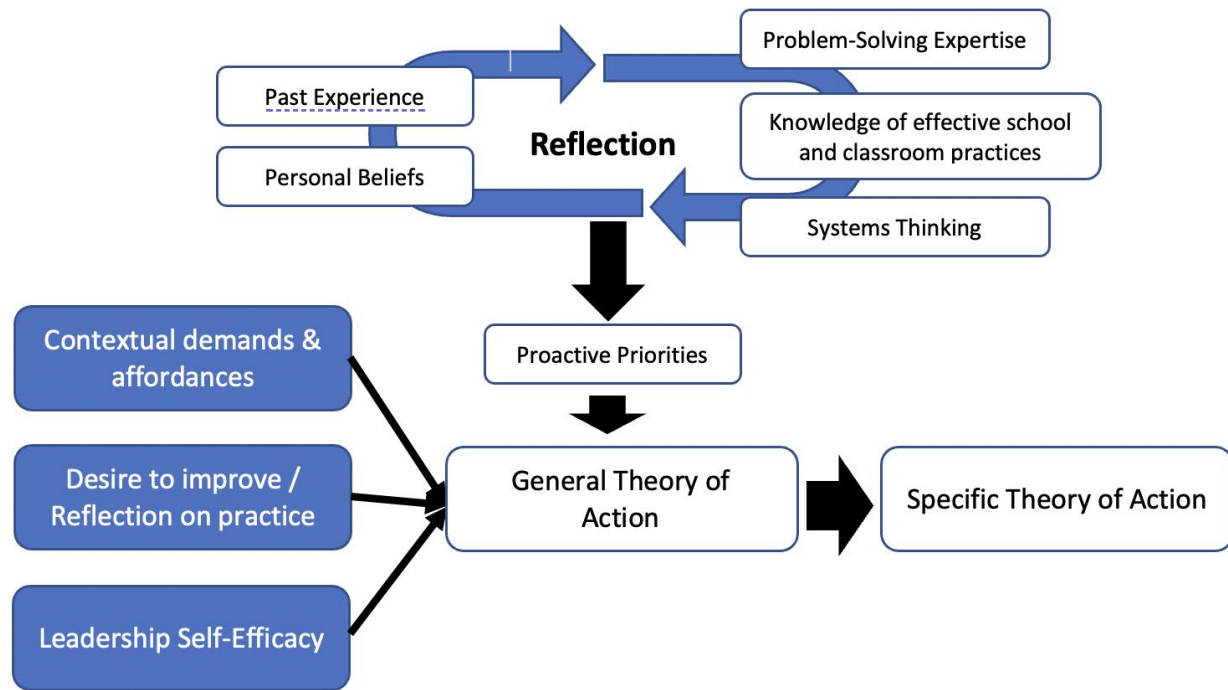 Problem-Solving Expertise
Past Experience
Knowledge of effective school
and classroom practices
Reflection
Personal Beliefs
Systems Thinking
Contextual demands &
affordances
Proactive Priorities
Desire to improve /
Reflection on practice
General Theory of
Action
Specific Theory of Action
Leadership Self-Efficacy